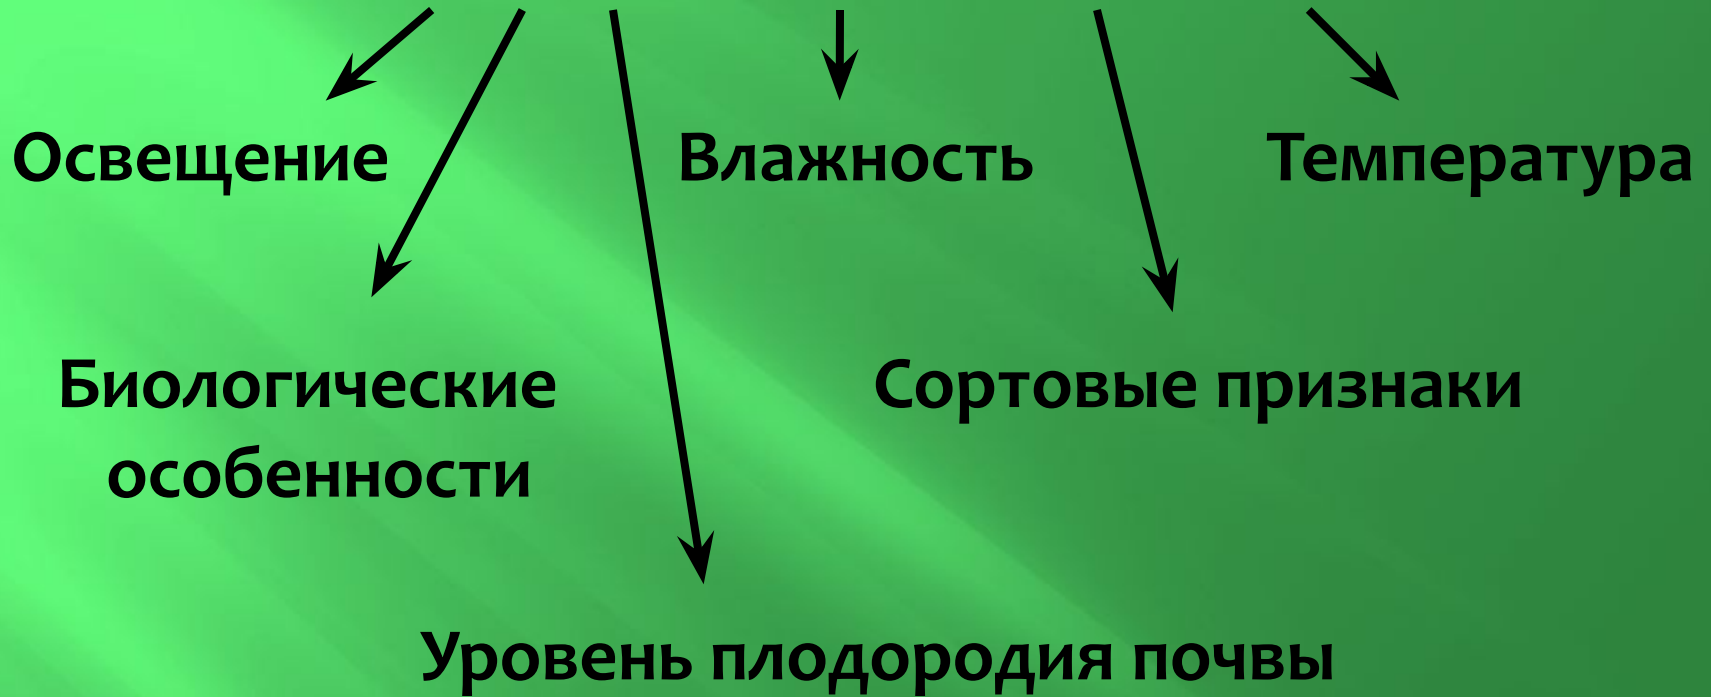 Освещение
Влажность
Температура
Биологические
особенности
Сортовые признаки
Уровень плодородия почвы